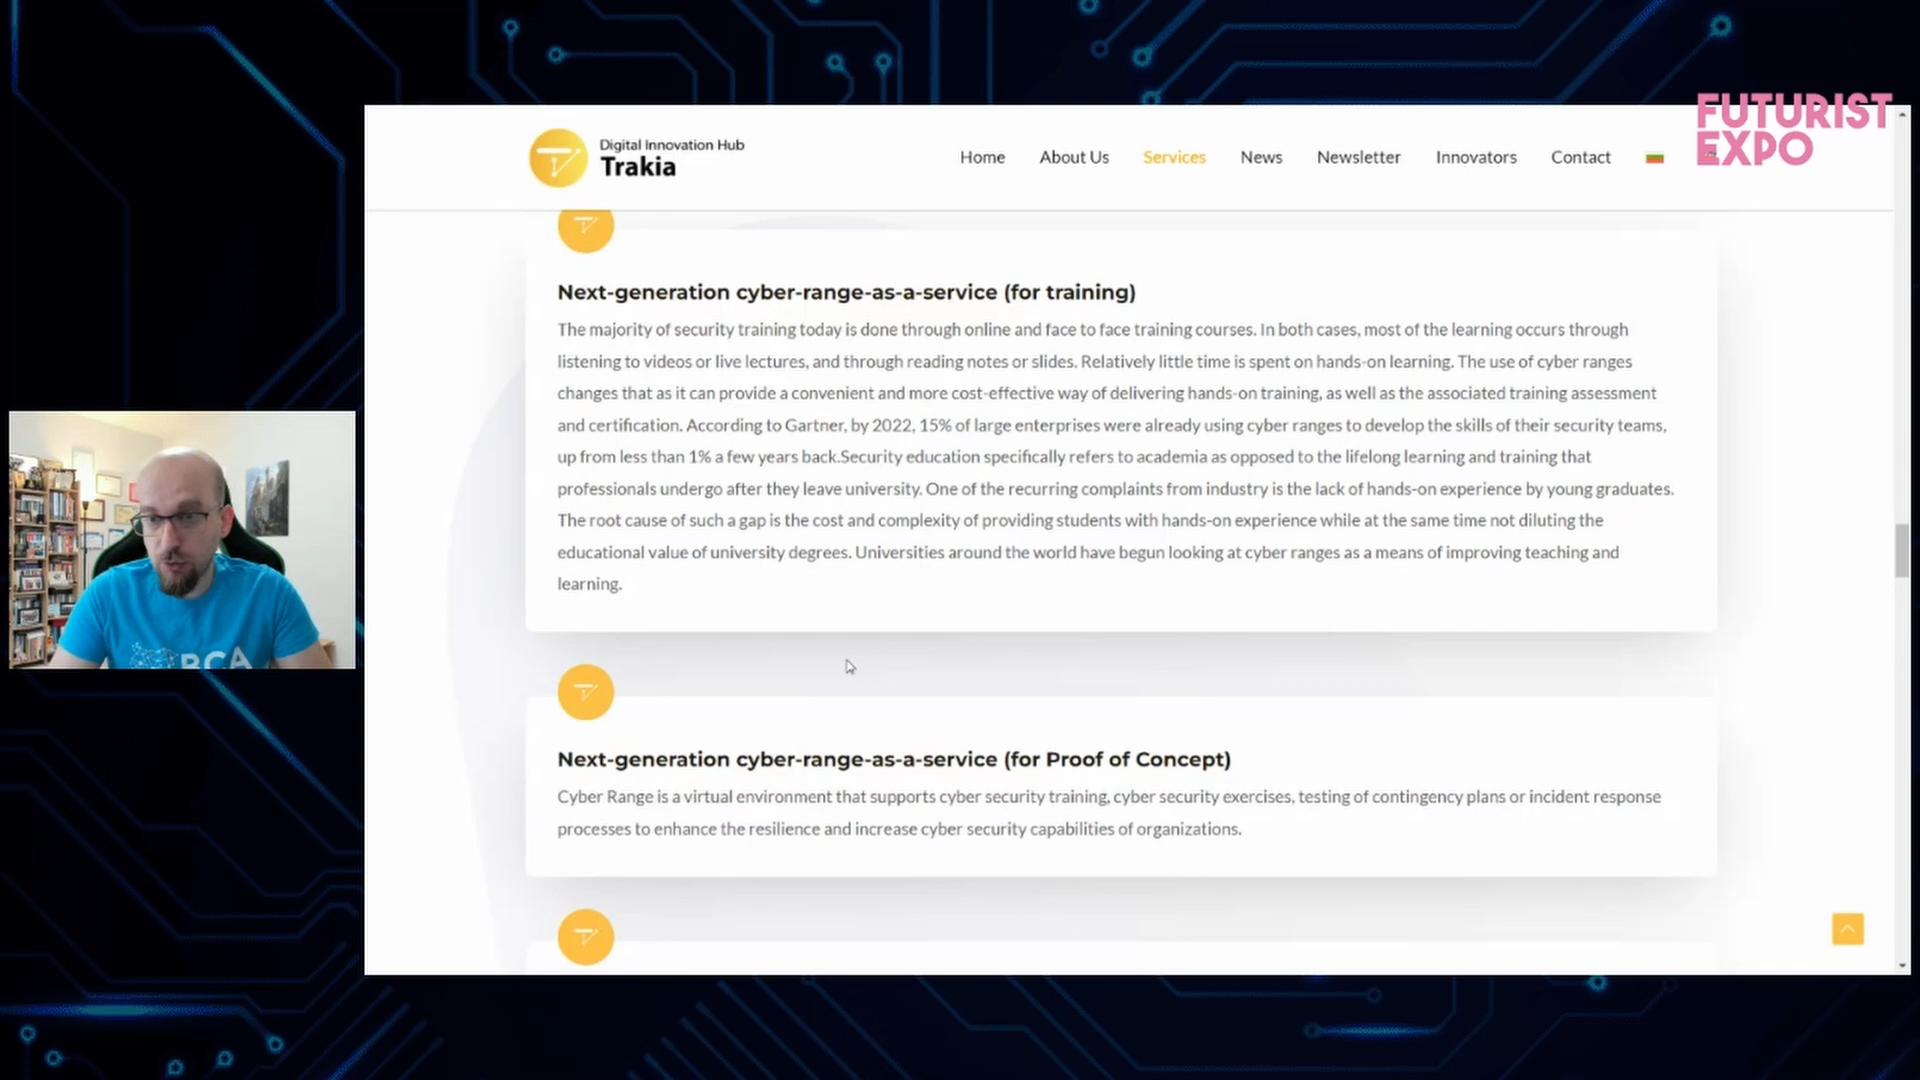 FUTURIST
EXPO
Digital Innovation Hub
Trakia
Home About Us Services News Newsletter Innovators Contact
Next-generation cyber-range-as-a-service (for training)
The majority of security training today is done through online and face to face training courses. In both cases, most of the learning occurs through
listening to videos or live lectures, and through reading notes or slides. Relatively little time is spent on hands-on learning. The use of cyber ranges
changes that as it can provide a convenient and more cost-effective way of delivering hands-on training, as well as the associated training assessment
and certification. According to Gartner, by 2022, 15% of large enterprises were already using cyber ranges to develop the skills of their security teams,
up from less than 1% a few years back.Security education specifically refers to academia as opposed to the lifelong learning and training that
professionals undergo after they leave university. One of the recurring complaints from industry is the lack of hands-on experience by young graduates.
The root cause of such a gap is the cost and complexity of providing students with hands-on experience while at the same time not diluting the
educational value of university degrees. Universities around the world have begun looking at cyber ranges as a means of improving teaching and
learning.
Next-generation cyber-range-as-a-service (for Proof of Concept)
Cyber Range is a virtual environment that supports cyber security training, cyber security exercises, testing of contingency plans or incident response
processes to enhance the resilience and increase cyber security capabilities of organizations.